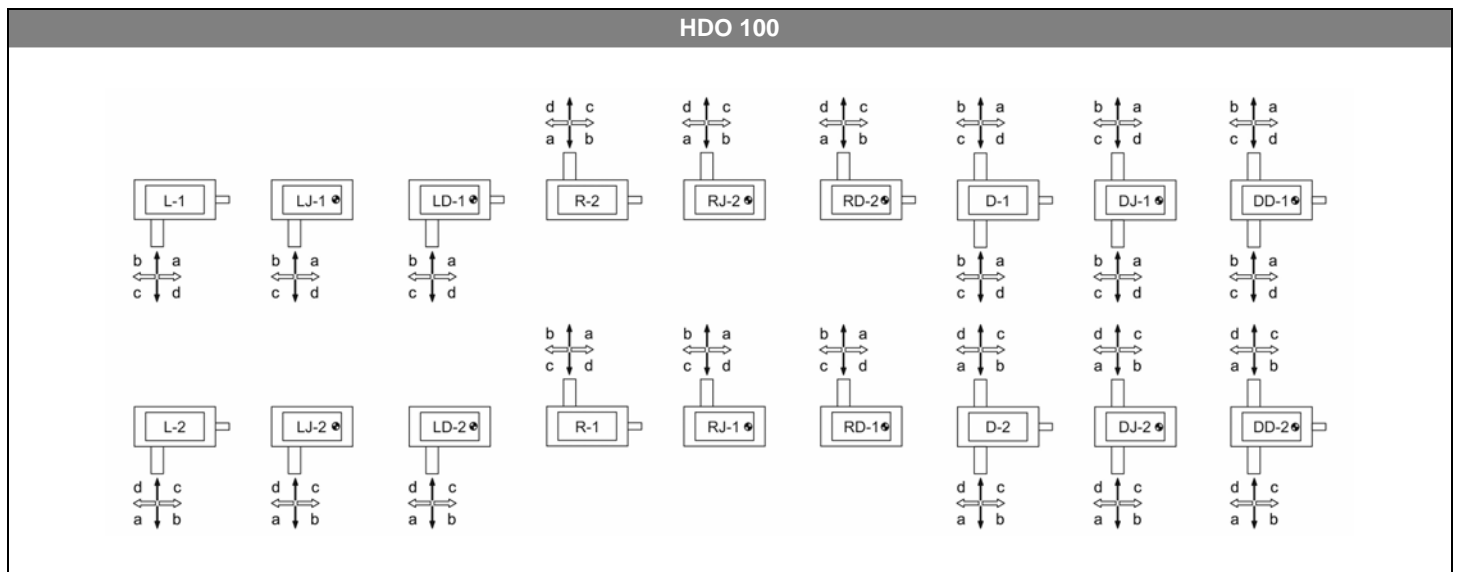 HDO 100
d c d c d c b a b a b a
a b a b a b c d c d c d
L-1 LJ-1 LD-1 R-2 RJ-2 RD-2 D-1 DJ-1 DD-1
b a b a b a b a b a b a
c d c d c d c d c d c d
b a b a b a d c d c d c
c d c d c d a b a b a b
L-2 LJ-2 LD-2 R-1 RJ-1 RD-1 D-2 DJ-2 DD-2
d c d c d c d c d c d c
a b a b a b a b a b a b